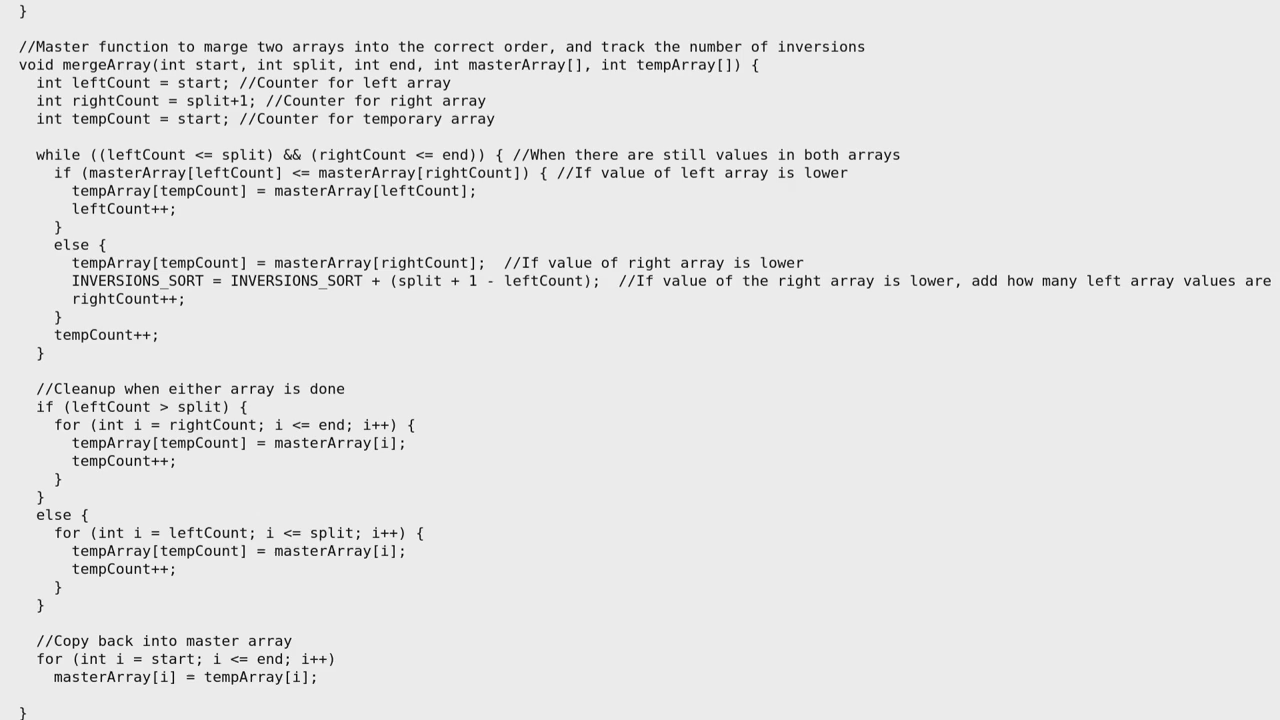 }

//Master function to marge two arrays into the correct order, and track the number of inversions
void mergeArray(int start, int split, int end, int masterArray[], int tempArray[]) {
  int leftCount = start; //Counter for left array
  int rightCount = split+1; //Counter for right array
  int tempCount = start; //Counter for temporary array

  while ((leftCount <= split) && (rightCount <= end)) { //When there are still values in both arrays
    if (masterArray[leftCount] <= masterArray[rightCount]) { //If value of left array is lower
      tempArray[tempCount] = masterArray[leftCount];
      leftCount++;
    }
    else {
      tempArray[tempCount] = masterArray[rightCount];  //If value of right array is lower
      INVERSIONS_SORT = INVERSIONS_SORT + (split + 1 - leftCount);  //If value of the right array is lower, add how many left array values are
      rightCount++;
    }
    tempCount++;
  }

  //Cleanup when either array is done
  if (leftCount > split) {
    for (int i = rightCount; i <= end; i++) {
      tempArray[tempCount] = masterArray[i];
      tempCount++;
    }
  }
  else {
    for (int i = leftCount; i <= split; i++) {
      tempArray[tempCount] = masterArray[i];
      tempCount++;
    }
  }

  //Copy back into master array
  for (int i = start; i <= end; i++)
    masterArray[i] = tempArray[i];

}